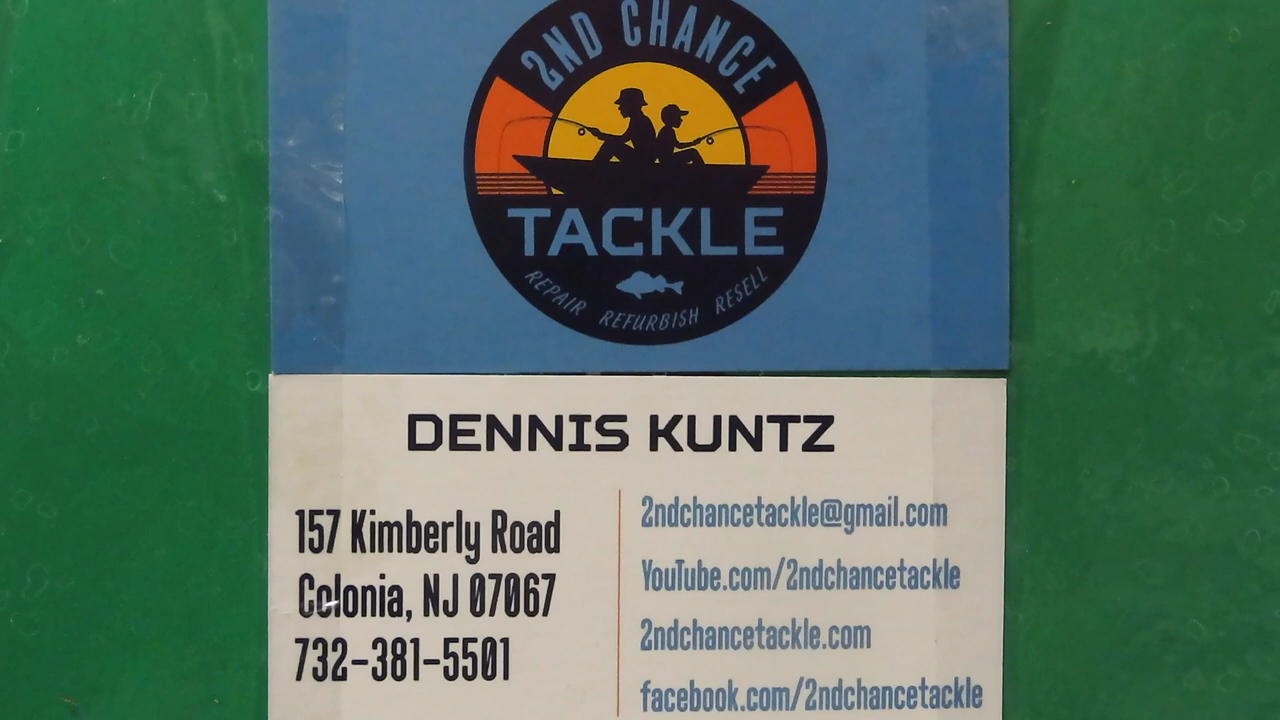 2ND CHANCE
TACKLE
REPAIR REFURBISH RESELL
DENNIS KUNTZ
157 Kimberly Road
Colonia, NJ 07067
732-381-5501
2ndchancetackle@gmail.com
YouTube.com/2ndchancetackle
2ndchancetackle.com
facebook.com/2ndchancetackle